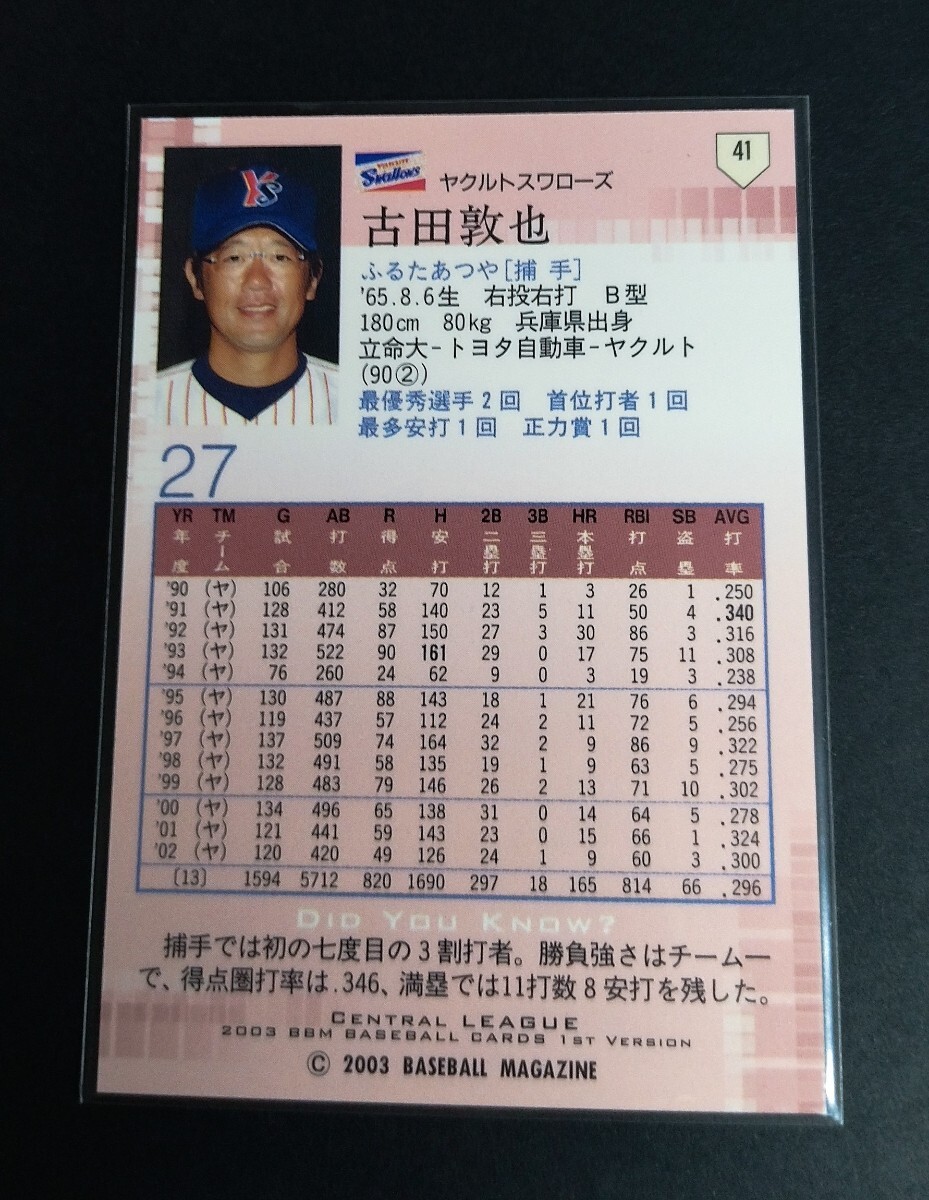 41
YAKULT
Swallows
ヤクルトスワローズ
YS
古田敦也
ふるたあつや[捕 手]
'65.8.6生 右投右打 B型
180cm 80kg 兵庫県出身
立命大-トヨタ自動車-ヤクルト
(90②)
最優秀選手2回 首位打者1回
最多安打1回 正力賞1回
27
YR TM G AB R H 2B 3B HR RBI SB AVG
年度 チーム 試合 打数 得点 安打 二塁打 三塁打 本塁打 打点 盗塁 打率
'90 (ヤ) 106 280 32 70 12 1 3 26 1 .250
'91 (ヤ) 128 412 58 140 23 5 11 50 4 .340
'92 (ヤ) 131 474 87 150 27 3 30 86 3 .316
'93 (ヤ) 132 522 90 161 29 0 17 75 11 .308
'94 (ヤ) 76 260 24 62 9 0 3 19 3 .238
'95 (ヤ) 130 487 88 143 18 1 21 76 6 .294
'96 (ヤ) 119 437 57 112 24 2 11 72 5 .256
'97 (ヤ) 137 509 74 164 32 2 9 86 9 .322
'98 (ヤ) 132 491 58 135 19 1 9 63 5 .275
'99 (ヤ) 128 483 79 146 26 2 13 71 10 .302
'00 (ヤ) 134 496 65 138 31 0 14 64 5 .278
'01 (ヤ) 121 441 59 143 23 0 15 66 1 .324
'02 (ヤ) 120 420 49 126 24 1 9 60 3 .300
〔13〕 1594 5712 820 1690 297 18 165 814 66 .296
DID YOU KNOW?
捕手では初の七度目の3割打者。勝負強さはチーム一
で、得点圏打率は.346、満塁では11打数8安打を残した。
CENTRAL LEAGUE
2003 BBM BASEBALL CARDS 1ST VERSION
© 2003 BASEBALL MAGAZINE